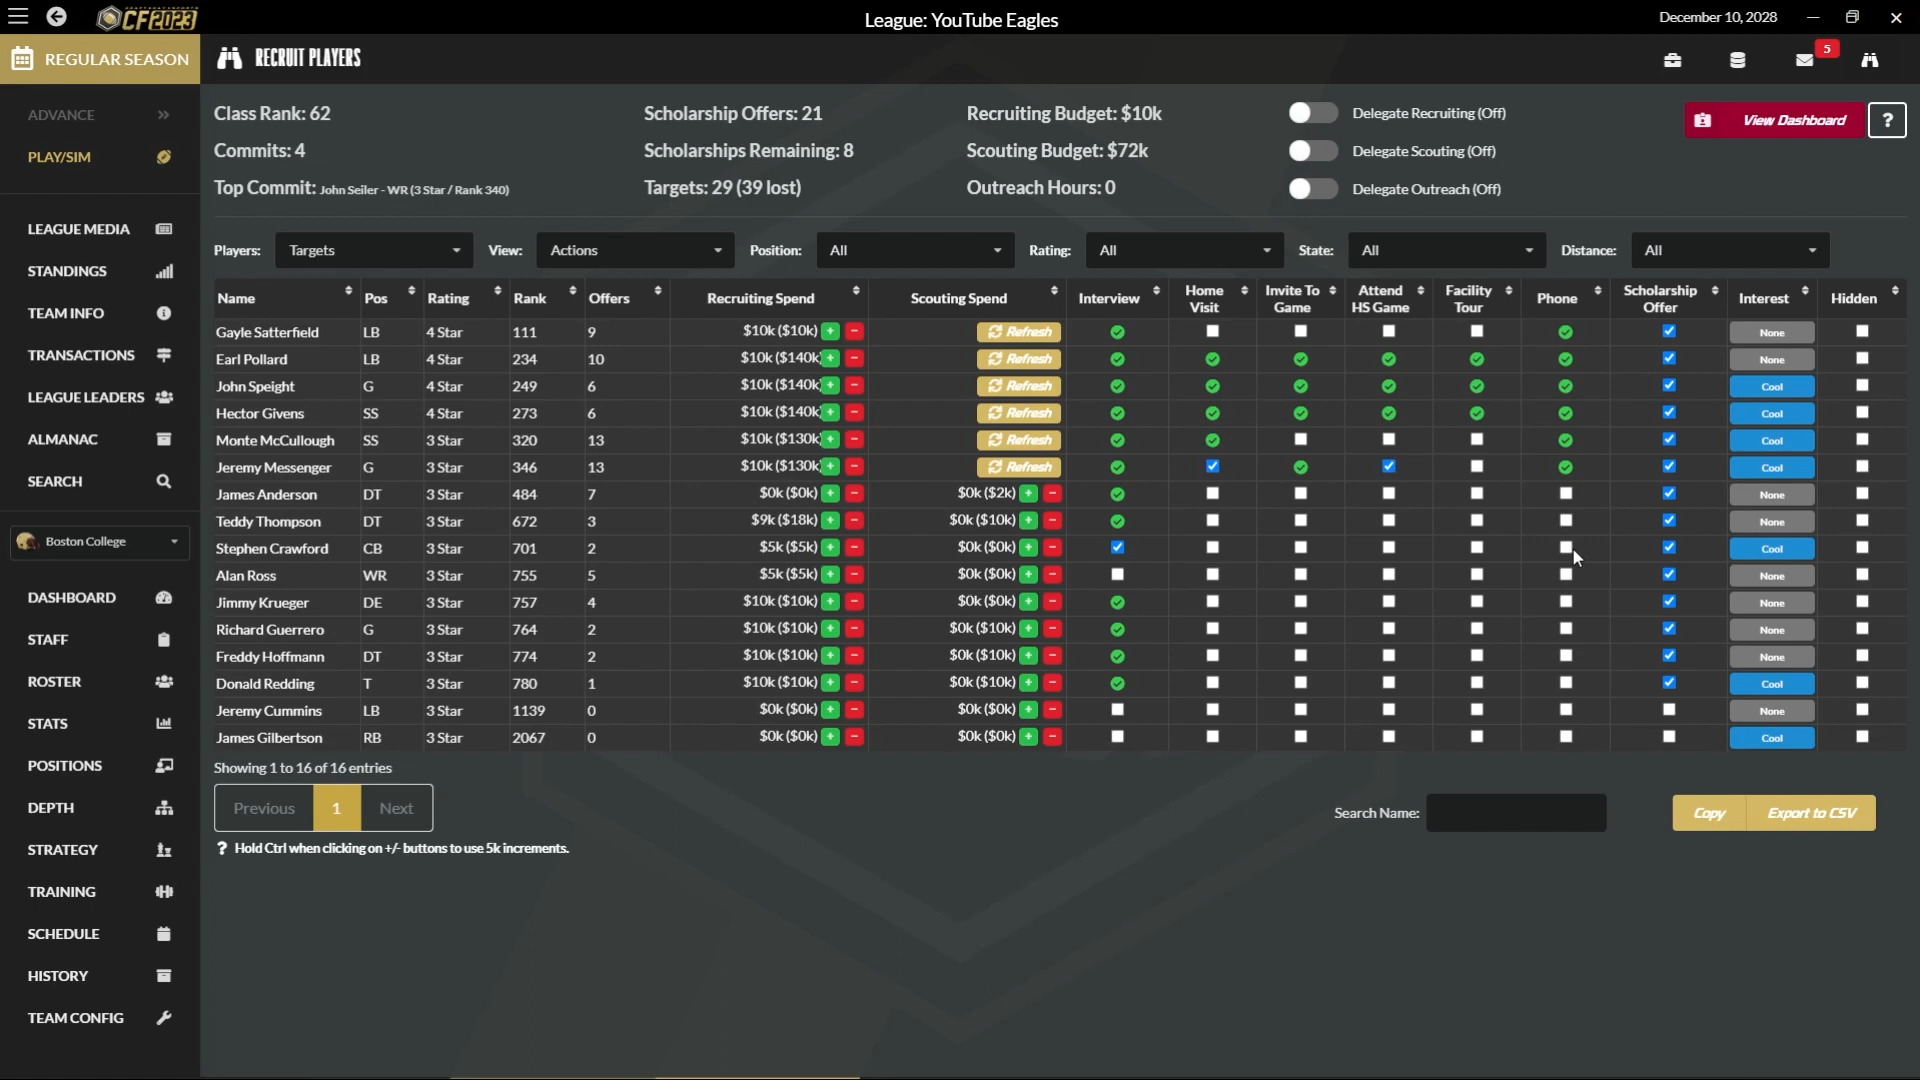 CF2023
League: YouTube Eagles
December 10, 2028
REGULAR SEASON
RECRUIT PLAYERS
5
ADVANCE
PLAY/SIM
LEAGUE MEDIA
STANDINGS
TEAM INFO
TRANSACTIONS
LEAGUE LEADERS
ALMANAC
SEARCH
Boston College
DASHBOARD
STAFF
ROSTER
STATS
POSITIONS
DEPTH
STRATEGY
TRAINING
SCHEDULE
HISTORY
TEAM CONFIG
Class Rank: 62
Commits: 4
Top Commit: John Seiler - WR (3 Star / Rank 340)
Scholarship Offers: 21
Scholarships Remaining: 8
Targets: 29 (39 lost)
Recruiting Budget: $10k
Scouting Budget: $72k
Outreach Hours: 0
Delegate Recruiting (Off)
Delegate Scouting (Off)
Delegate Outreach (Off)
View Dashboard
?
Players: Targets View: Actions Position: All Rating: All State: All Distance: All
Name Pos Rating Rank Offers Recruiting Spend Scouting Spend Interview Home Visit Invite To Game Attend HS Game Facility Tour Phone Scholarship Offer Interest Hidden
Gayle Satterfield LB 4 Star 111 9 $10k ($10k) + − Refresh None
Earl Pollard LB 4 Star 234 10 $10k ($140k) + − Refresh None
John Speight G 4 Star 249 6 $10k ($140k) + − Refresh Cool
Hector Givens SS 4 Star 273 6 $10k ($140k) + − Refresh Cool
Monte McCullough SS 3 Star 320 13 $10k ($130k) + − Refresh Cool
Jeremy Messenger G 3 Star 346 13 $10k ($130k) + − Refresh Cool
James Anderson DT 3 Star 484 7 $0k ($0k) + − $0k ($2k) + − None
Teddy Thompson DT 3 Star 672 3 $9k ($18k) + − $0k ($10k) + − None
Stephen Crawford CB 3 Star 701 2 $5k ($5k) + − $0k ($0k) + − Cool
Alan Ross WR 3 Star 755 5 $5k ($5k) + − $0k ($0k) + − None
Jimmy Krueger DE 3 Star 757 4 $10k ($10k) + − $0k ($0k) + − None
Richard Guerrero G 3 Star 764 2 $10k ($10k) + − $0k ($10k) + − None
Freddy Hoffmann DT 3 Star 774 2 $10k ($10k) + − $0k ($10k) + − None
Donald Redding T 3 Star 780 1 $10k ($10k) + − $0k ($10k) + − Cool
Jeremy Cummins LB 3 Star 1139 0 $0k ($0k) + − $0k ($0k) + − None
James Gilbertson RB 3 Star 2067 0 $0k ($0k) + − $0k ($0k) + − Cool
Showing 1 to 16 of 16 entries
Previous 1 Next
Search Name:
Copy Export to CSV
? Hold Ctrl when clicking on +/- buttons to use 5k increments.